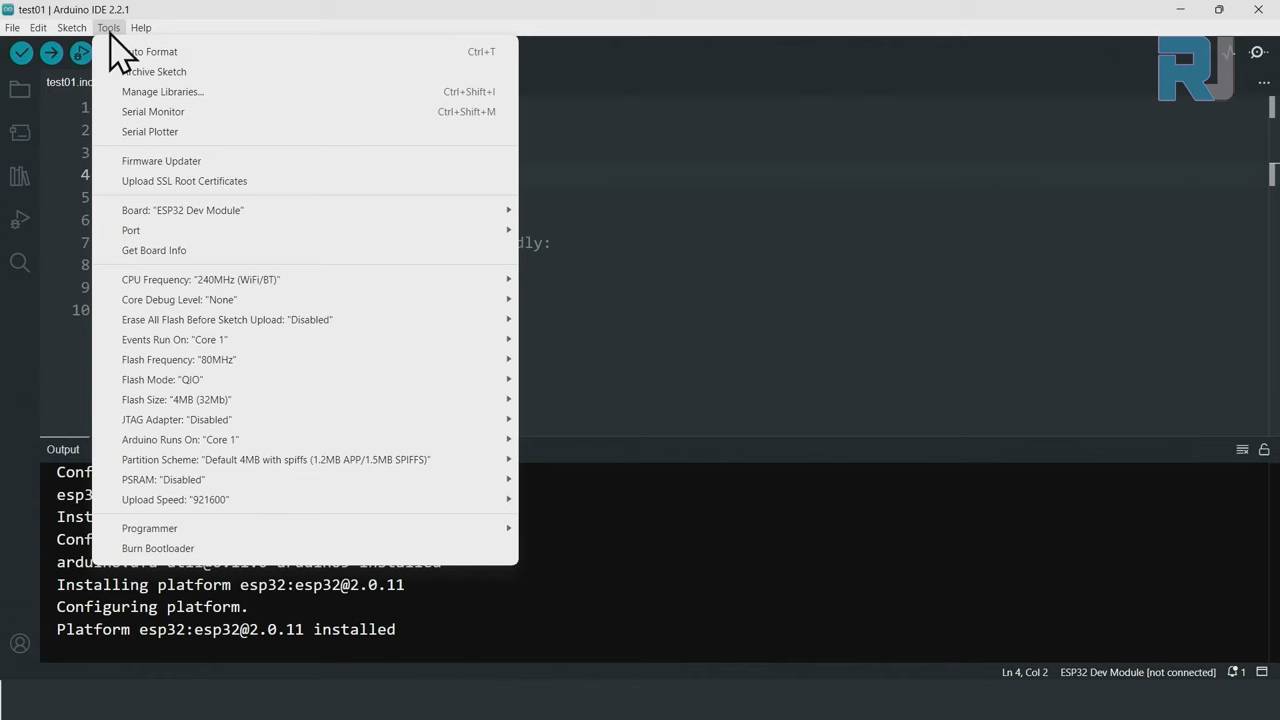 test01 | Arduino IDE 2.2.1
File Edit Sketch Tools Help
Auto Format Ctrl+T
Archive Sketch
Manage Libraries... Ctrl+Shift+I
Serial Monitor Ctrl+Shift+M
Serial Plotter
Firmware Updater
Upload SSL Root Certificates
Board: "ESP32 Dev Module"
Port
Get Board Info
CPU Frequency: "240MHz (WiFi/BT)"
Core Debug Level: "None"
Erase All Flash Before Sketch Upload: "Disabled"
Events Run On: "Core 1"
Flash Frequency: "80MHz"
Flash Mode: "QIO"
Flash Size: "4MB (32Mb)"
JTAG Adapter: "Disabled"
Arduino Runs On: "Core 1"
Partition Scheme: "Default 4MB with spiffs (1.2MB APP/1.5MB SPIFFS)"
PSRAM: "Disabled"
Upload Speed: "921600"
Programmer
Burn Bootloader
RJ
test01.ino
1
2
3
4
5
6
7 dly:
8
9
10
Output
Conf
esp3
Inst
Conf
ardu installed
Installing platform esp32:esp32@2.0.11
Configuring platform.
Platform esp32:esp32@2.0.11 installed
Ln 4, Col 2 ESP32 Dev Module [not connected] 1